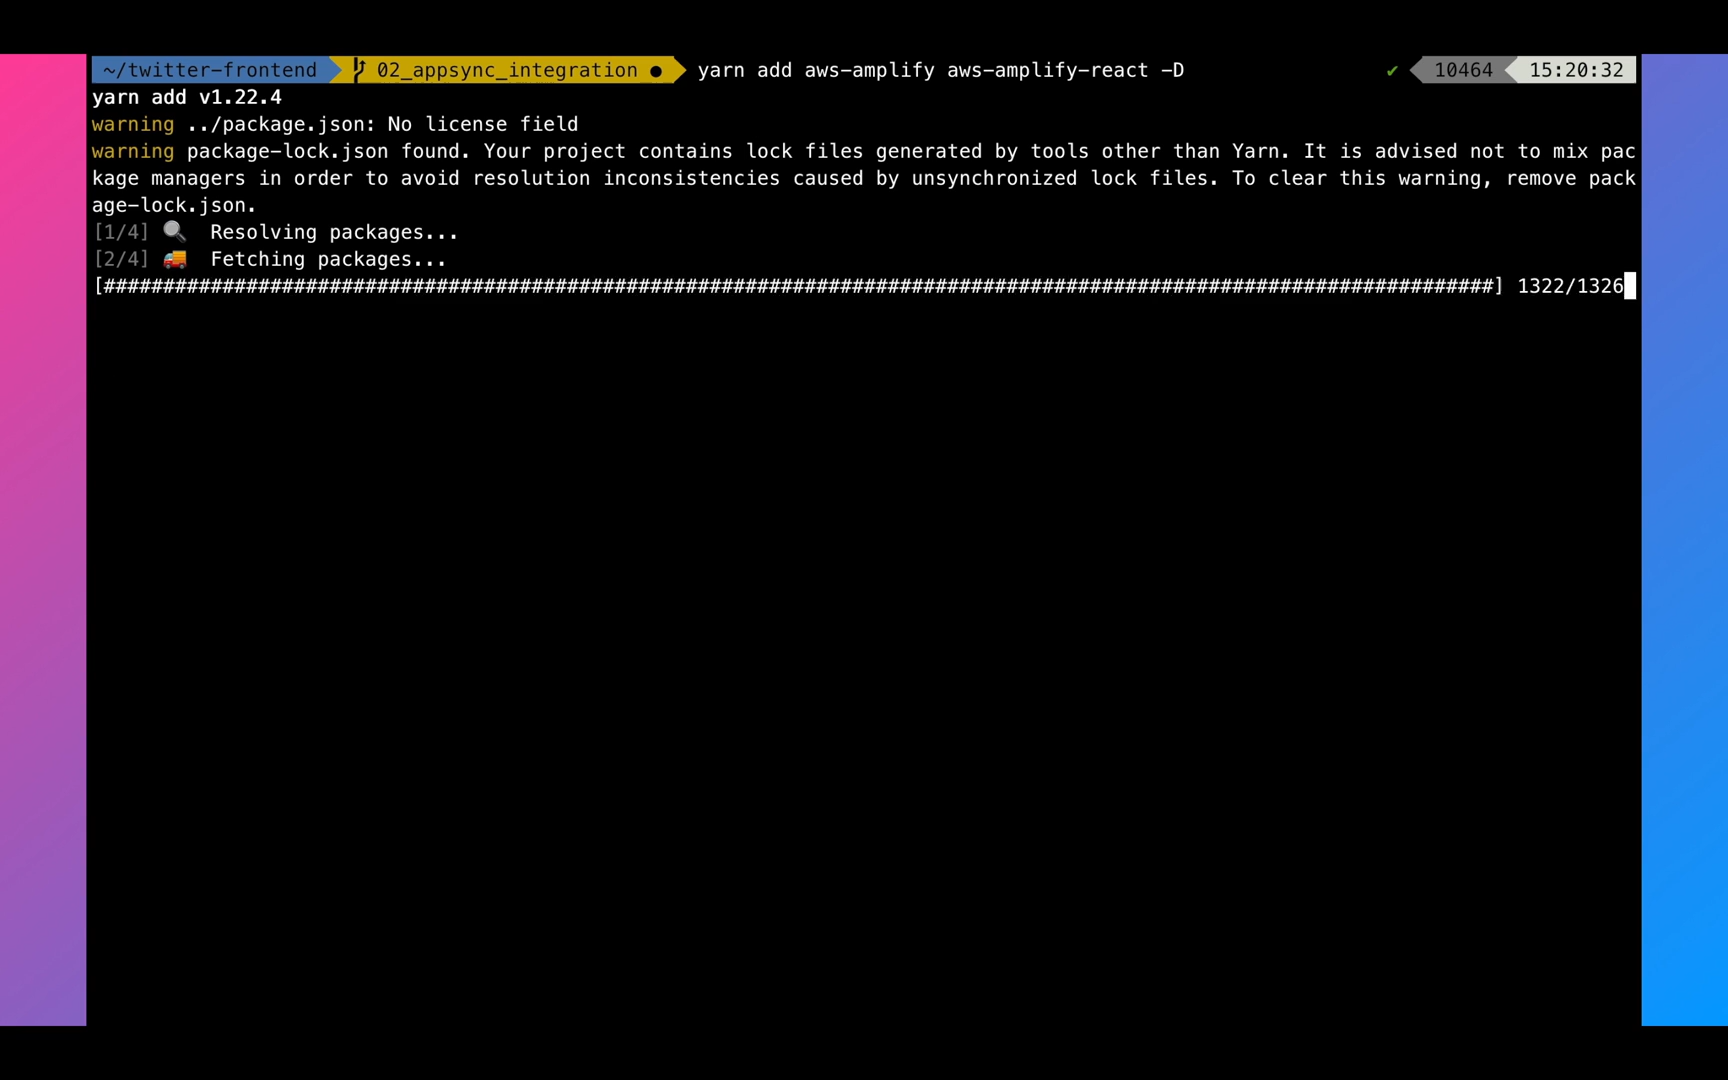 ~/twitter-frontend 02_appsync_integration ● yarn add aws-amplify aws-amplify-react -D ✔ 10464 15:20:32
yarn add v1.22.4
warning ../package.json: No license field
warning package-lock.json found. Your project contains lock files generated by tools other than Yarn. It is advised not to mix pac
kage managers in order to avoid resolution inconsistencies caused by unsynchronized lock files. To clear this warning, remove pack
age-lock.json.
[1/4] 🔍 Resolving packages...
[2/4] 🚚 Fetching packages...
[#####################################################################################################################] 1322/1326